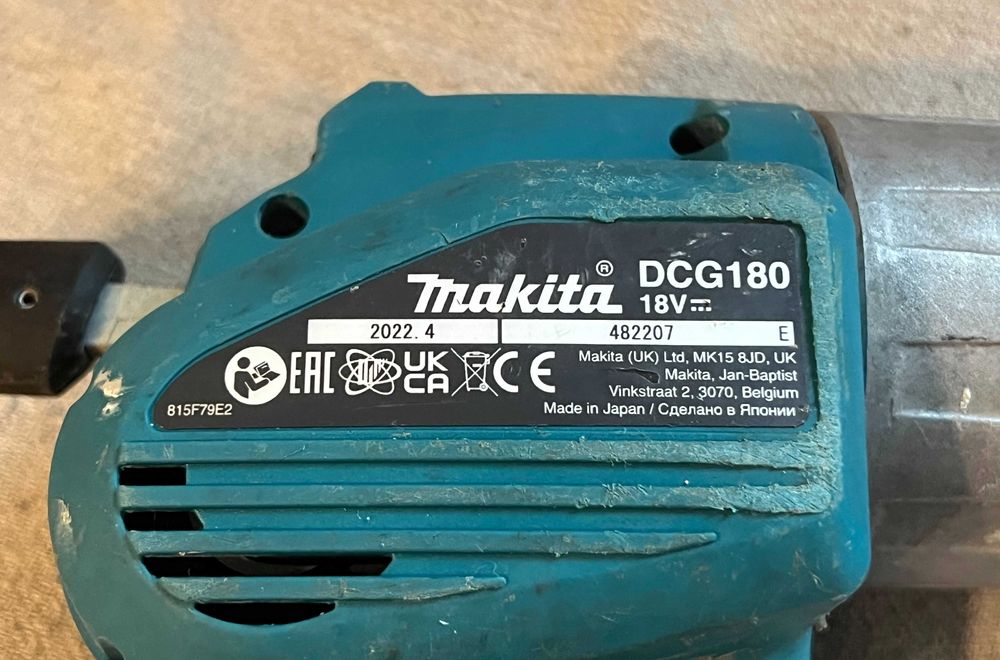 Makita® DCG180
18V
2022. 4 482207 E
EAC UK CA CE
Makita (UK) Ltd, MK15 8JD, UK
Makita, Jan-Baptist
Vinkstraat 2, 3070, Belgium
815F79E2
Made in Japan / Сделано в Японии